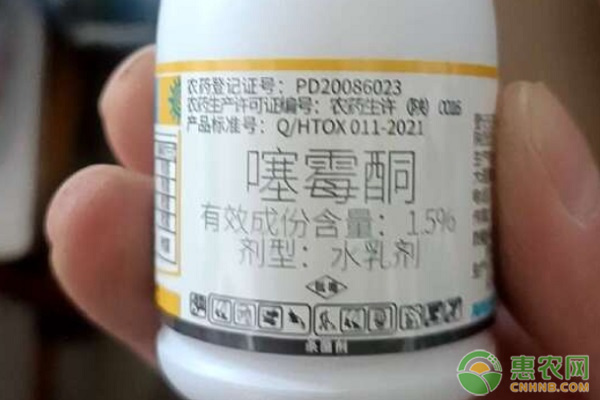 农药登记证号：PD20086023
农药生产许可证编号：农药生许（陕）0016
产品标准号：Q/HTOX 011-2021
噻霉酮
有效成份含量：1.5%
剂型：水乳剂
低毒
杀菌剂
惠农网
WWW.CNHNB.COM